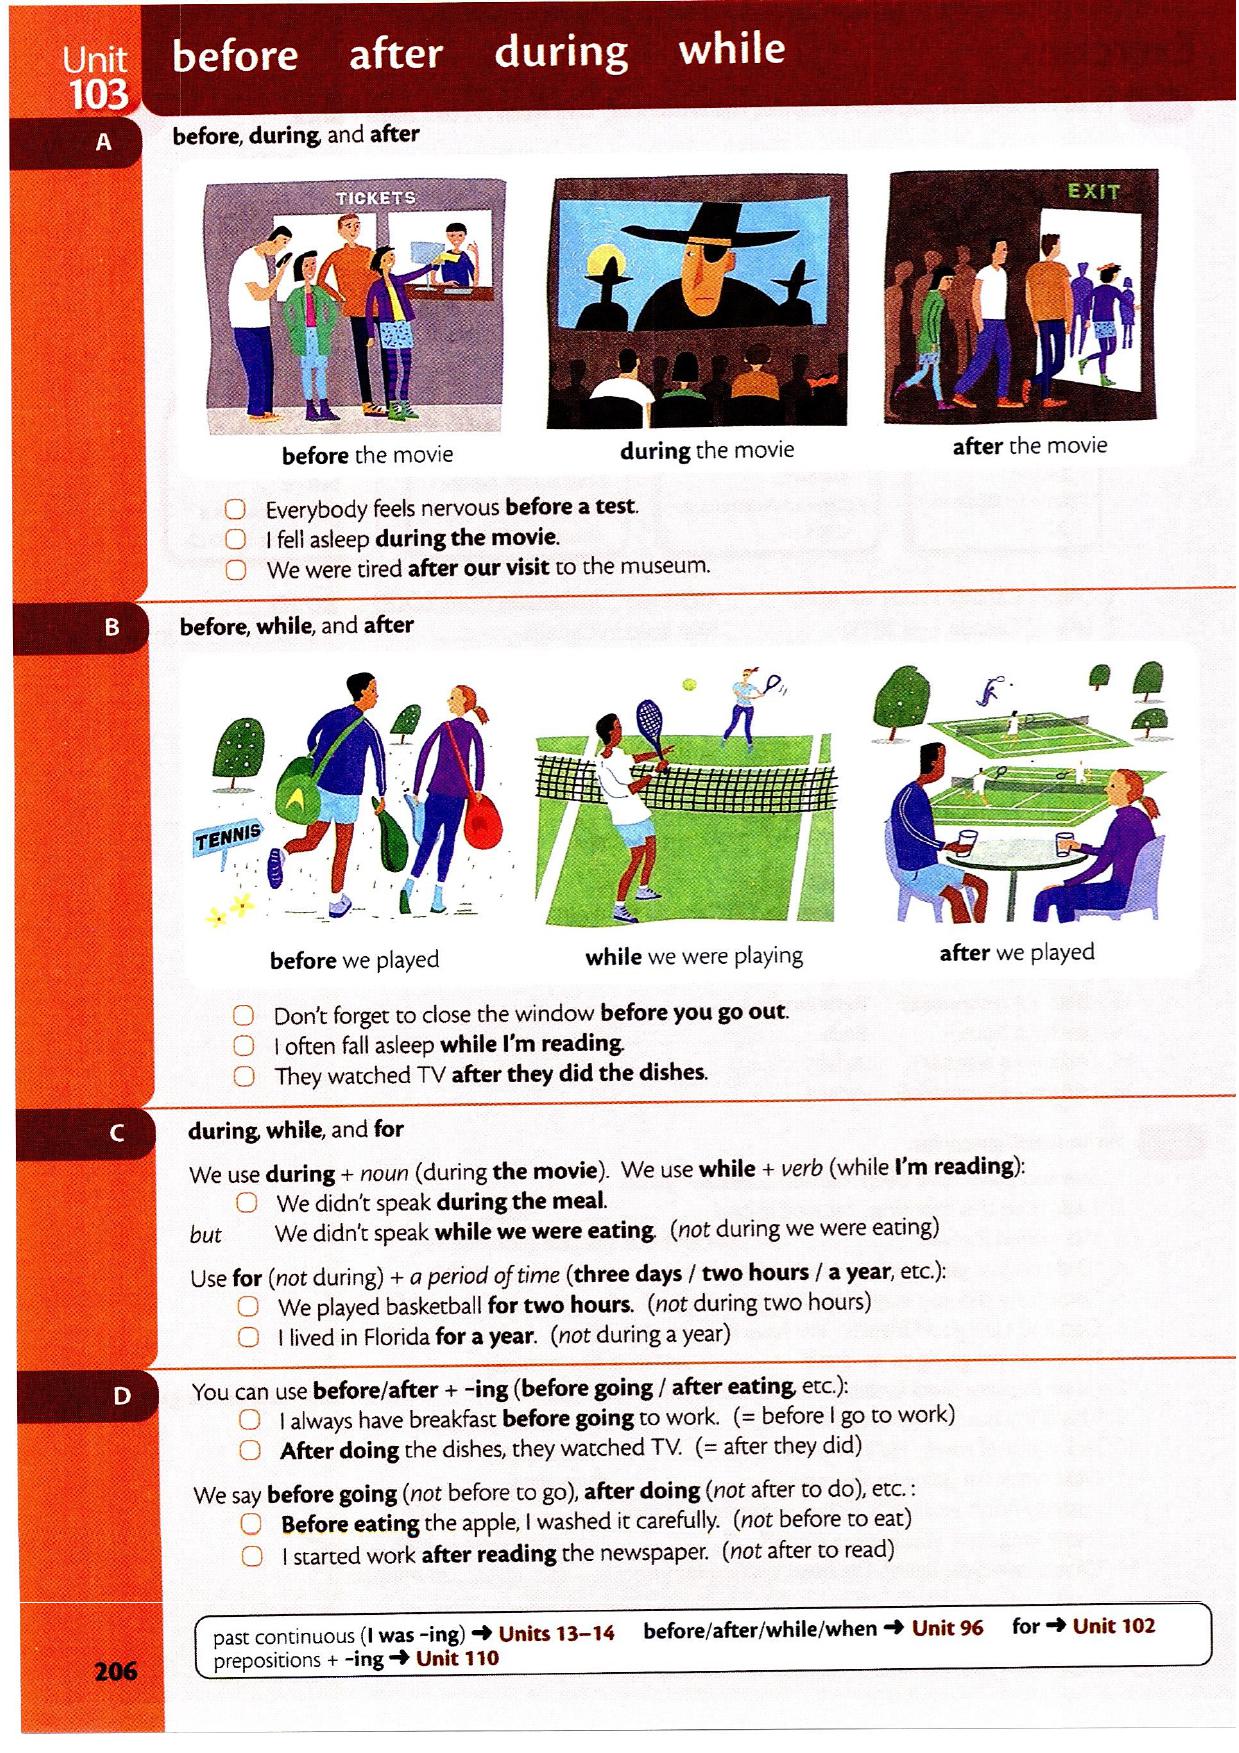 Unit
103
before after during while
A
before, during, and after
TICKETS
EXIT
before the movie
during the movie
after the movie
Everybody feels nervous before a test.
I fell asleep during the movie.
We were tired after our visit to the museum.
B
before, while, and after
TENNIS
before we played
while we were playing
after we played
Don't forget to close the window before you go out.
I often fall asleep while I'm reading.
They watched TV after they did the dishes.
C
during, while, and for
We use during + noun (during the movie). We use while + verb (while I'm reading):
We didn't speak during the meal.
but We didn't speak while we were eating. (not during we were eating)
Use for (not during) + a period of time (three days / two hours / a year, etc.):
We played basketball for two hours. (not during two hours)
I lived in Florida for a year. (not during a year)
D
You can use before/after + -ing (before going / after eating, etc.):
I always have breakfast before going to work. (= before I go to work)
After doing the dishes, they watched TV. (= after they did)
We say before going (not before to go), after doing (not after to do), etc. :
Before eating the apple, I washed it carefully. (not before to eat)
I started work after reading the newspaper. (not after to read)
past continuous (I was -ing) → Units 13–14 before/after/while/when → Unit 96 for → Unit 102
prepositions + -ing → Unit 110
206